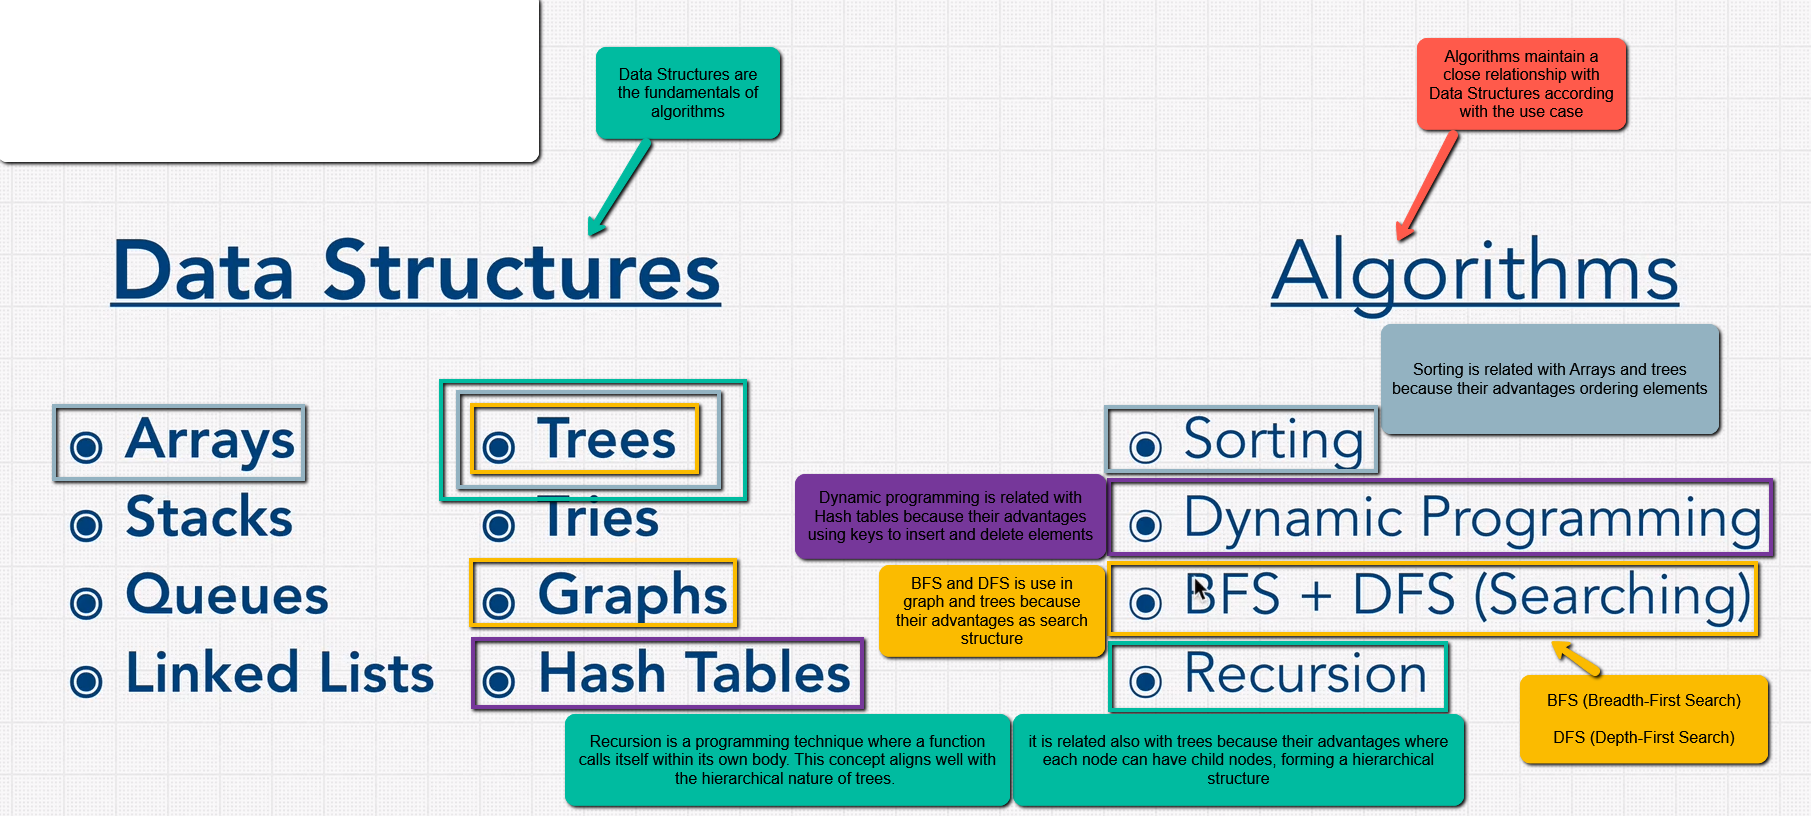 Data Structures are
the fundamentals of
algorithms
Algorithms maintain a
close relationship with
Data Structures according
with the use case
Data Structures
Algorithms
Sorting is related with Arrays and trees
because their advantages ordering elements
Arrays
Stacks
Queues
Linked Lists
Trees
Tries
Graphs
Hash Tables
Sorting
Dynamic Programming
BFS + DFS (Searching)
Recursion
Dynamic programming is related with
Hash tables because their advantages
using keys to insert and delete elements
BFS and DFS is use in
graph and trees because
their advantages as search
structure
BFS (Breadth-First Search)
DFS (Depth-First Search)
Recursion is a programming technique where a function
calls itself within its own body. This concept aligns well with
the hierarchical nature of trees.
it is related also with trees because their advantages where
each node can have child nodes, forming a hierarchical
structure